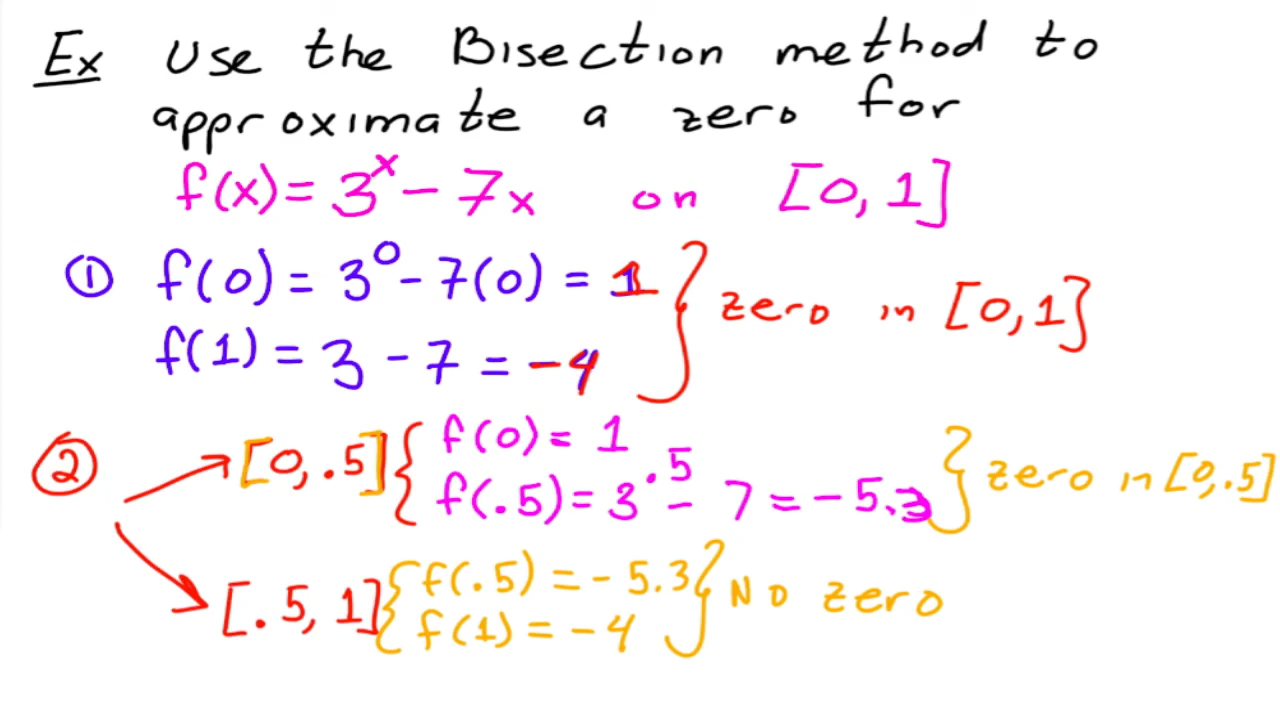 Ex Use the Bisection method to
approximate a zero for
f(x) = 3^x - 7x on [0, 1]
① f(0) = 3^0 - 7(0) = 1 } zero in [0, 1]
f(1) = 3 - 7 = -4
② [0, .5] { f(0) = 1
f(.5) = 3^.5 - 7 = -5.3 } zero in [0, .5]
[.5, 1] { f(.5) = -5.3 } No zero
f(1) = -4